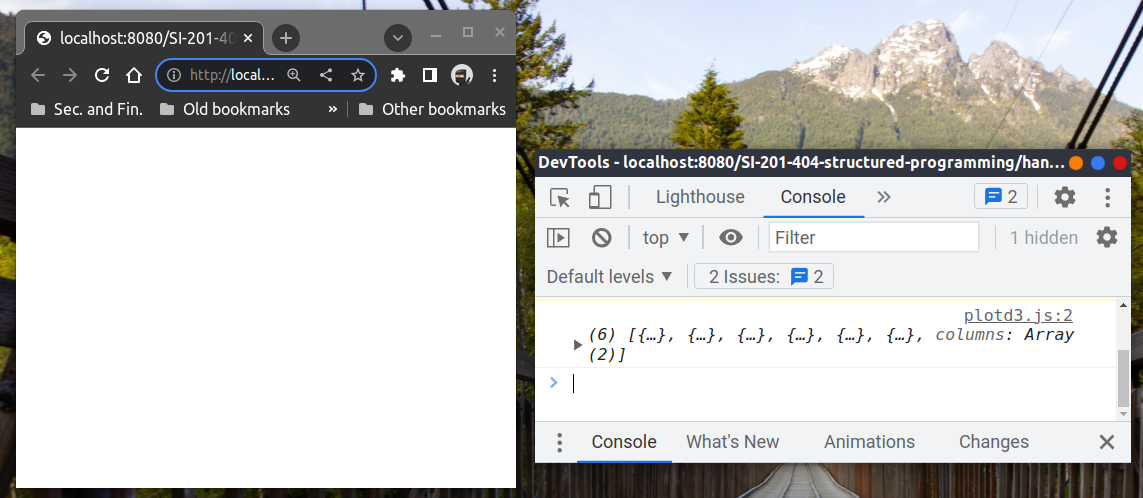 localhost:8080/SI-201-40
http://local...
Sec. and Fin.
Old bookmarks
»
Other bookmarks
DevTools - localhost:8080/SI-201-404-structured-programming/han...
Lighthouse
Console
2
top
Filter
1 hidden
Default levels
2 Issues:
2
plotd3.js:2
(6) [{…}, {…}, {…}, {…}, {…}, {…}, columns: Array
(2)]
Console
What's New
Animations
Changes